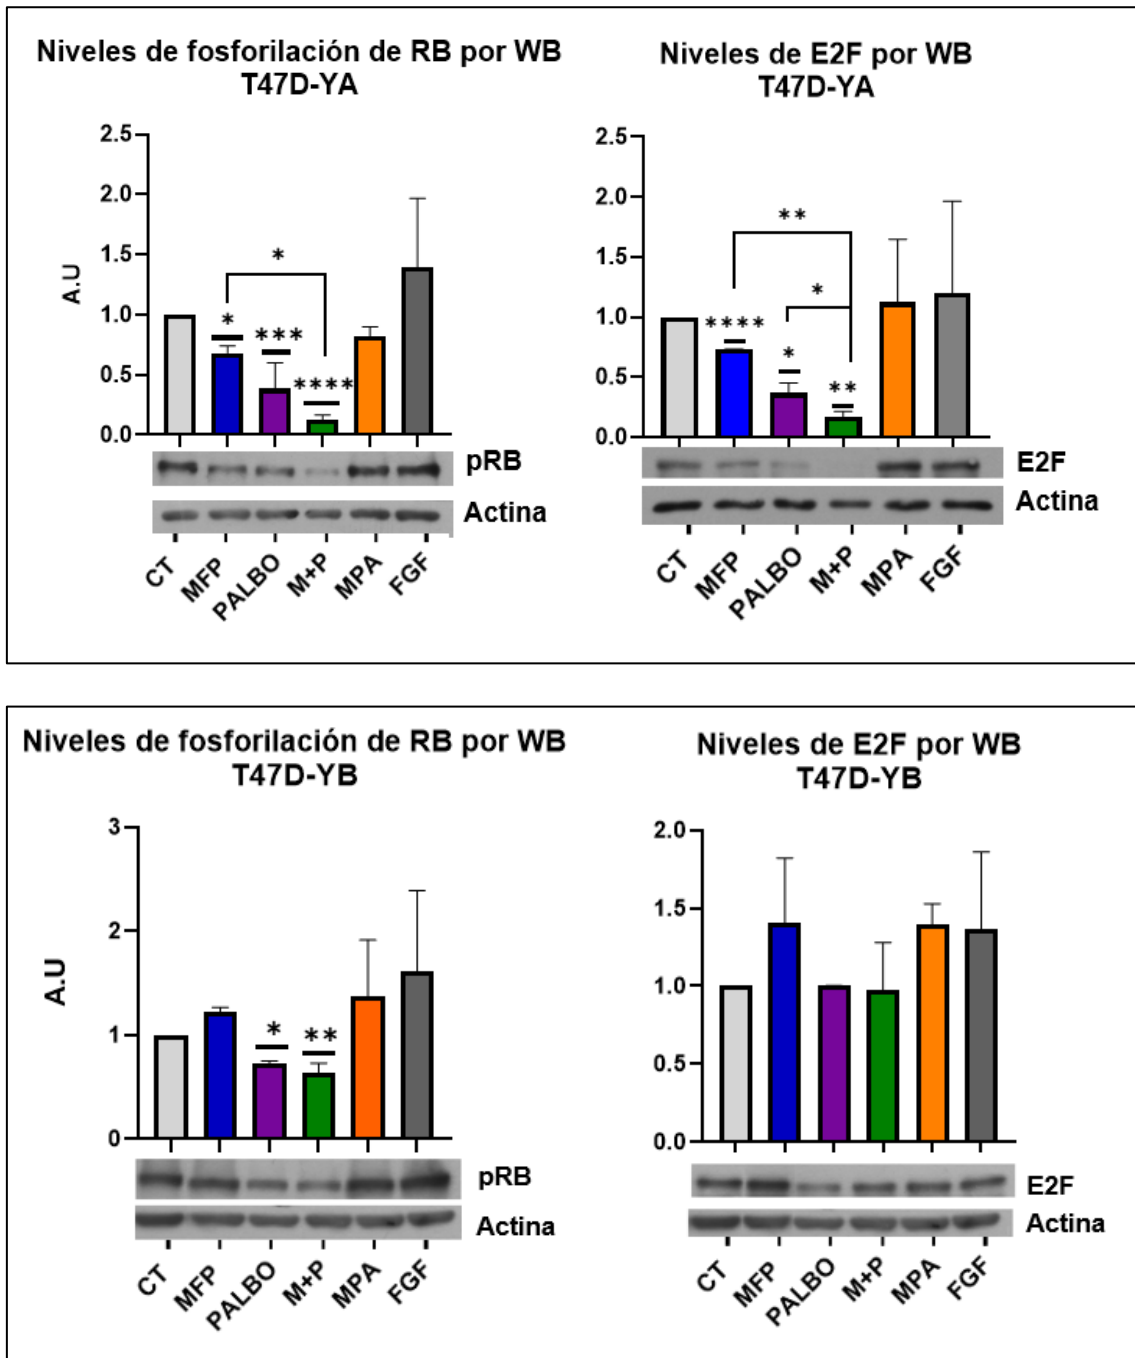 Niveles de fosforilación de RB por WB
T47D-YA
2.5
2.0
1.5
1.0
0.5
0.0
A.U
*
*
***
****
pRB
Actina
CT
MFP
PALBO
M+P
MPA
FGF
Niveles de E2F por WB
T47D-YA
2.5
2.0
1.5
1.0
0.5
0.0
**
*
****
*
**
E2F
Actina
CT
MFP
PALBO
M+P
MPA
FGF
Niveles de fosforilación de RB por WB
T47D-YB
3
2
1
0
A.U
*
**
pRB
Actina
CT
MFP
PALBO
M+P
MPA
FGF
Niveles de E2F por WB
T47D-YB
2.0
1.5
1.0
0.5
0.0
E2F
Actina
CT
MFP
PALBO
M+P
MPA
FGF